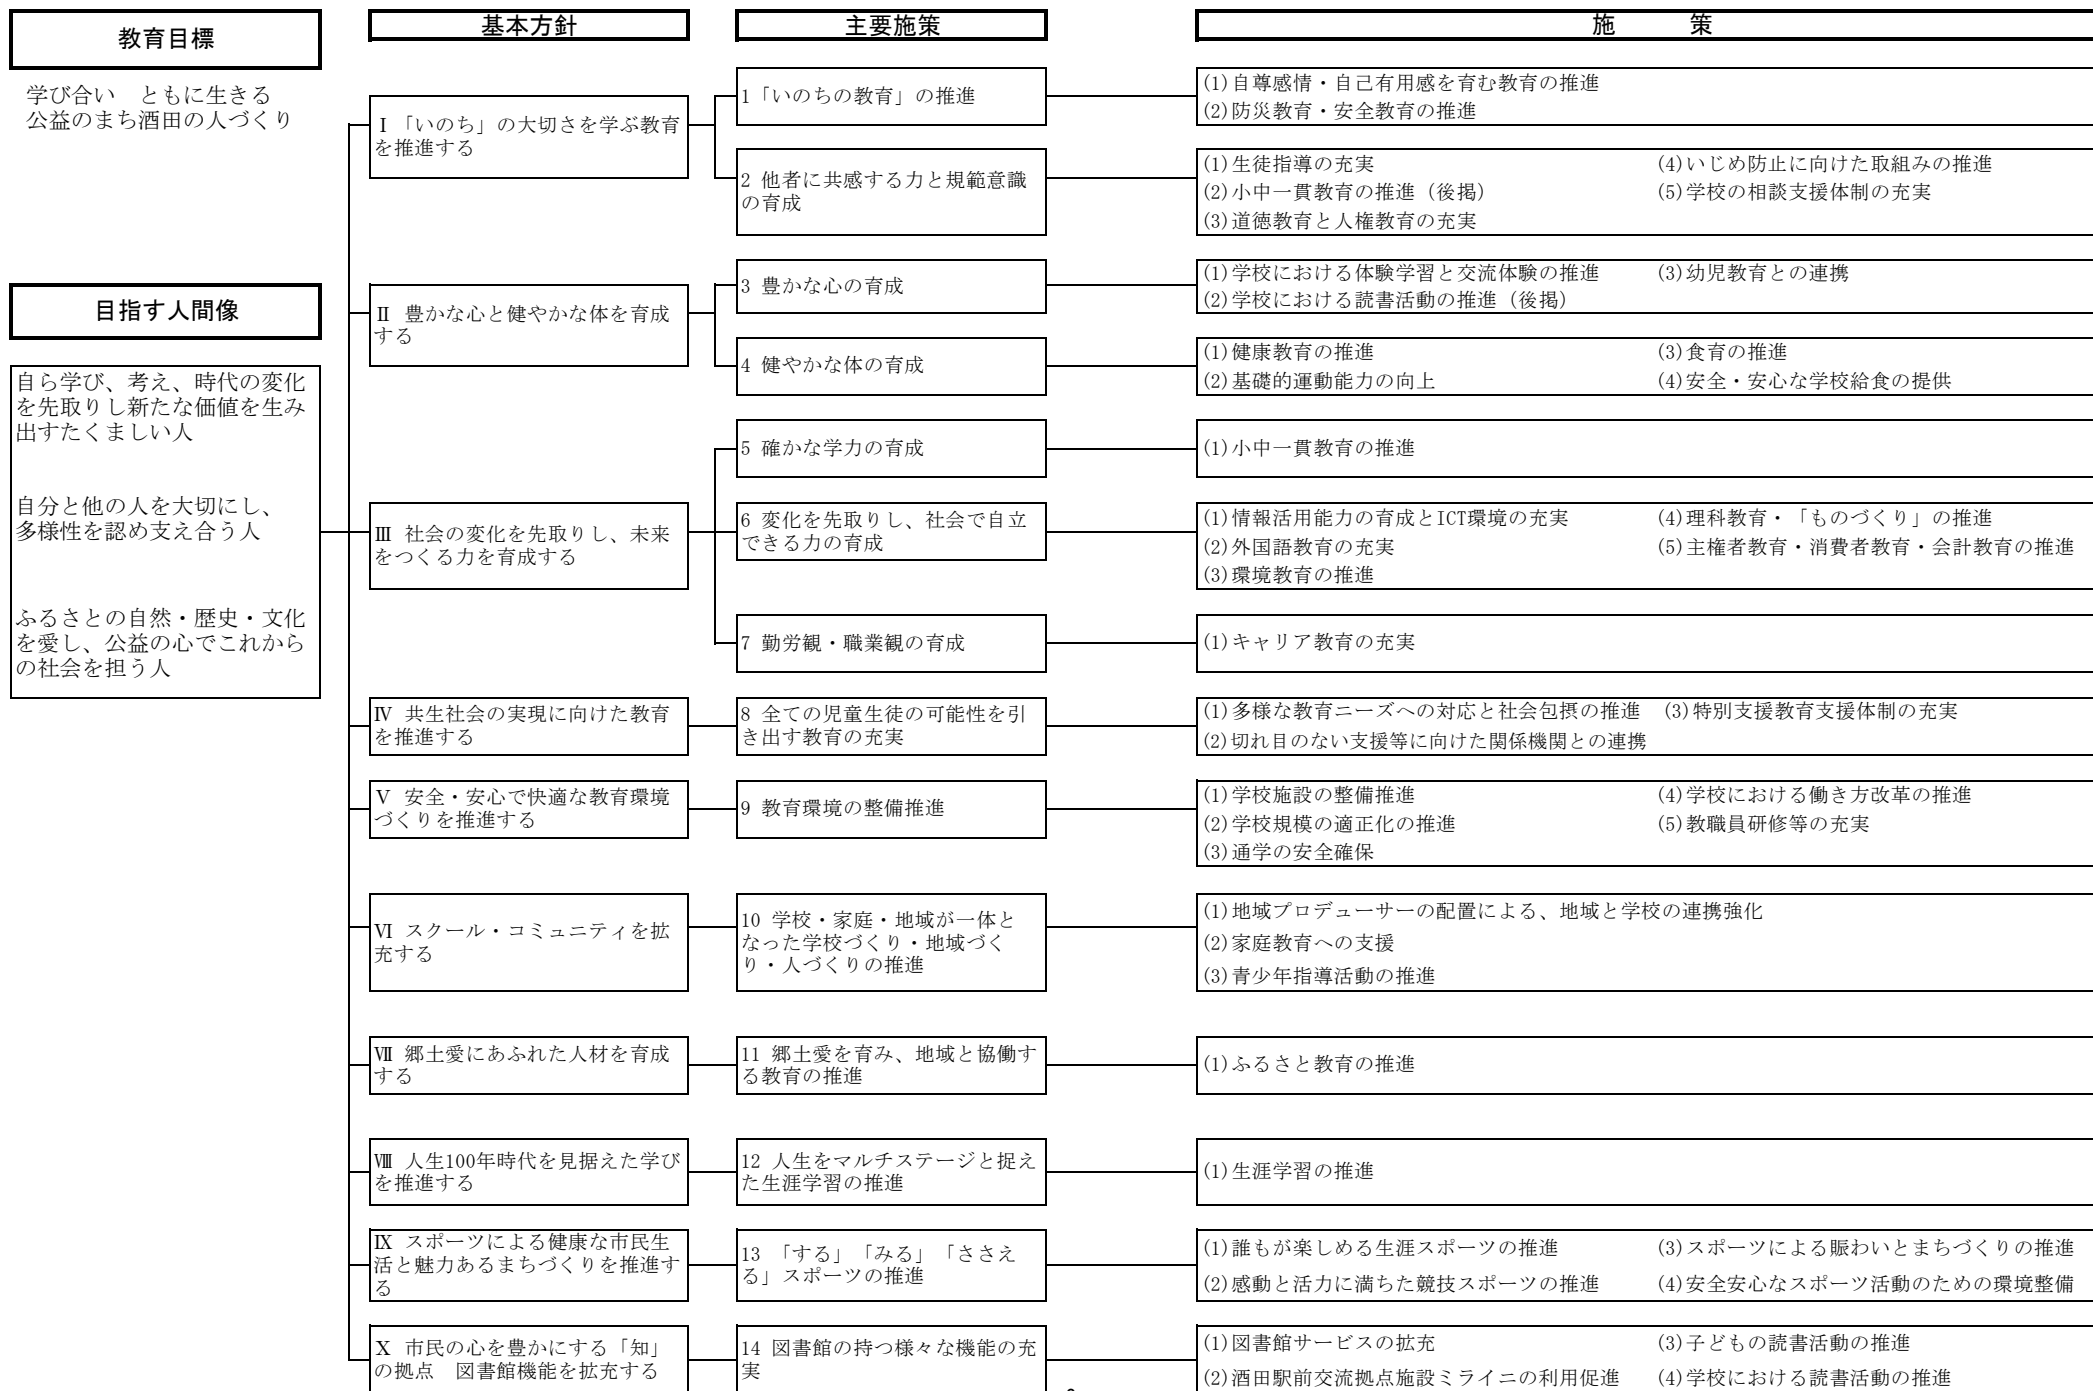 教育目標
基本方針
主要施策
施　　策
学び合い　ともに生きる
公益のまち酒田の人づくり
目指す人間像
自ら学び、考え、時代の変化
を先取りし新たな価値を生み
出すたくましい人
自分と他の人を大切にし、
多様性を認め支え合う人
ふるさとの自然・歴史・文化
を愛し、公益の心でこれから
の社会を担う人
Ⅰ「いのち」の大切さを学ぶ教育
を推進する
1「いのちの教育」の推進
(1)自尊感情・自己有用感を育む教育の推進
(2)防災教育・安全教育の推進
2 他者に共感する力と規範意識
の育成
(1)生徒指導の充実
(2)小中一貫教育の推進（後掲）
(3)道徳教育と人権教育の充実
(4)いじめ防止に向けた取組みの推進
(5)学校の相談支援体制の充実
Ⅱ 豊かな心と健やかな体を育成
する
3 豊かな心の育成
(1)学校における体験学習と交流体験の推進
(2)学校における読書活動の推進（後掲）
(3)幼児教育との連携
4 健やかな体の育成
(1)健康教育の推進
(2)基礎的運動能力の向上
(3)食育の推進
(4)安全・安心な学校給食の提供
Ⅲ 社会の変化を先取りし、未来
をつくる力を育成する
5 確かな学力の育成
(1)小中一貫教育の推進
6 変化を先取りし、社会で自立
できる力の育成
(1)情報活用能力の育成とICT環境の充実
(2)外国語教育の充実
(3)環境教育の推進
(4)理科教育・「ものづくり」の推進
(5)主権者教育・消費者教育・会計教育の推進
7 勤労観・職業観の育成
(1)キャリア教育の充実
Ⅳ 共生社会の実現に向けた教育
を推進する
8 全ての児童生徒の可能性を引
き出す教育の充実
(1)多様な教育ニーズへの対応と社会包摂の推進
(2)切れ目のない支援等に向けた関係機関との連携
(3)特別支援教育支援体制の充実
Ⅴ 安全・安心で快適な教育環境
づくりを推進する
9 教育環境の整備推進
(1)学校施設の整備推進
(2)学校規模の適正化の推進
(3)通学の安全確保
(4)学校における働き方改革の推進
(5)教職員研修等の充実
Ⅵ スクール・コミュニティを拡
充する
10 学校・家庭・地域が一体と
なった学校づくり・地域づく
り・人づくりの推進
(1)地域プロデューサーの配置による、地域と学校の連携強化
(2)家庭教育への支援
(3)青少年指導活動の推進
Ⅶ 郷土愛にあふれた人材を育成
する
11 郷土愛を育み、地域と協働す
る教育の推進
(1)ふるさと教育の推進
Ⅷ 人生100年時代を見据えた学び
を推進する
12 人生をマルチステージと捉え
た生涯学習の推進
(1)生涯学習の推進
Ⅸ スポーツによる健康な市民生
活と魅力あるまちづくりを推進す
る
13 「する」「みる」「ささえ
る」スポーツの推進
(1)誰もが楽しめる生涯スポーツの推進
(2)感動と活力に満ちた競技スポーツの推進
(3)スポーツによる賑わいとまちづくりの推進
(4)安全安心なスポーツ活動のための環境整備
Ⅹ 市民の心を豊かにする「知」
の拠点　図書館機能を拡充する
14 図書館の持つ様々な機能の充
実
(1)図書館サービスの拡充
(2)酒田駅前交流拠点施設ミライニの利用促進
(3)子どもの読書活動の推進
(4)学校における読書活動の推進